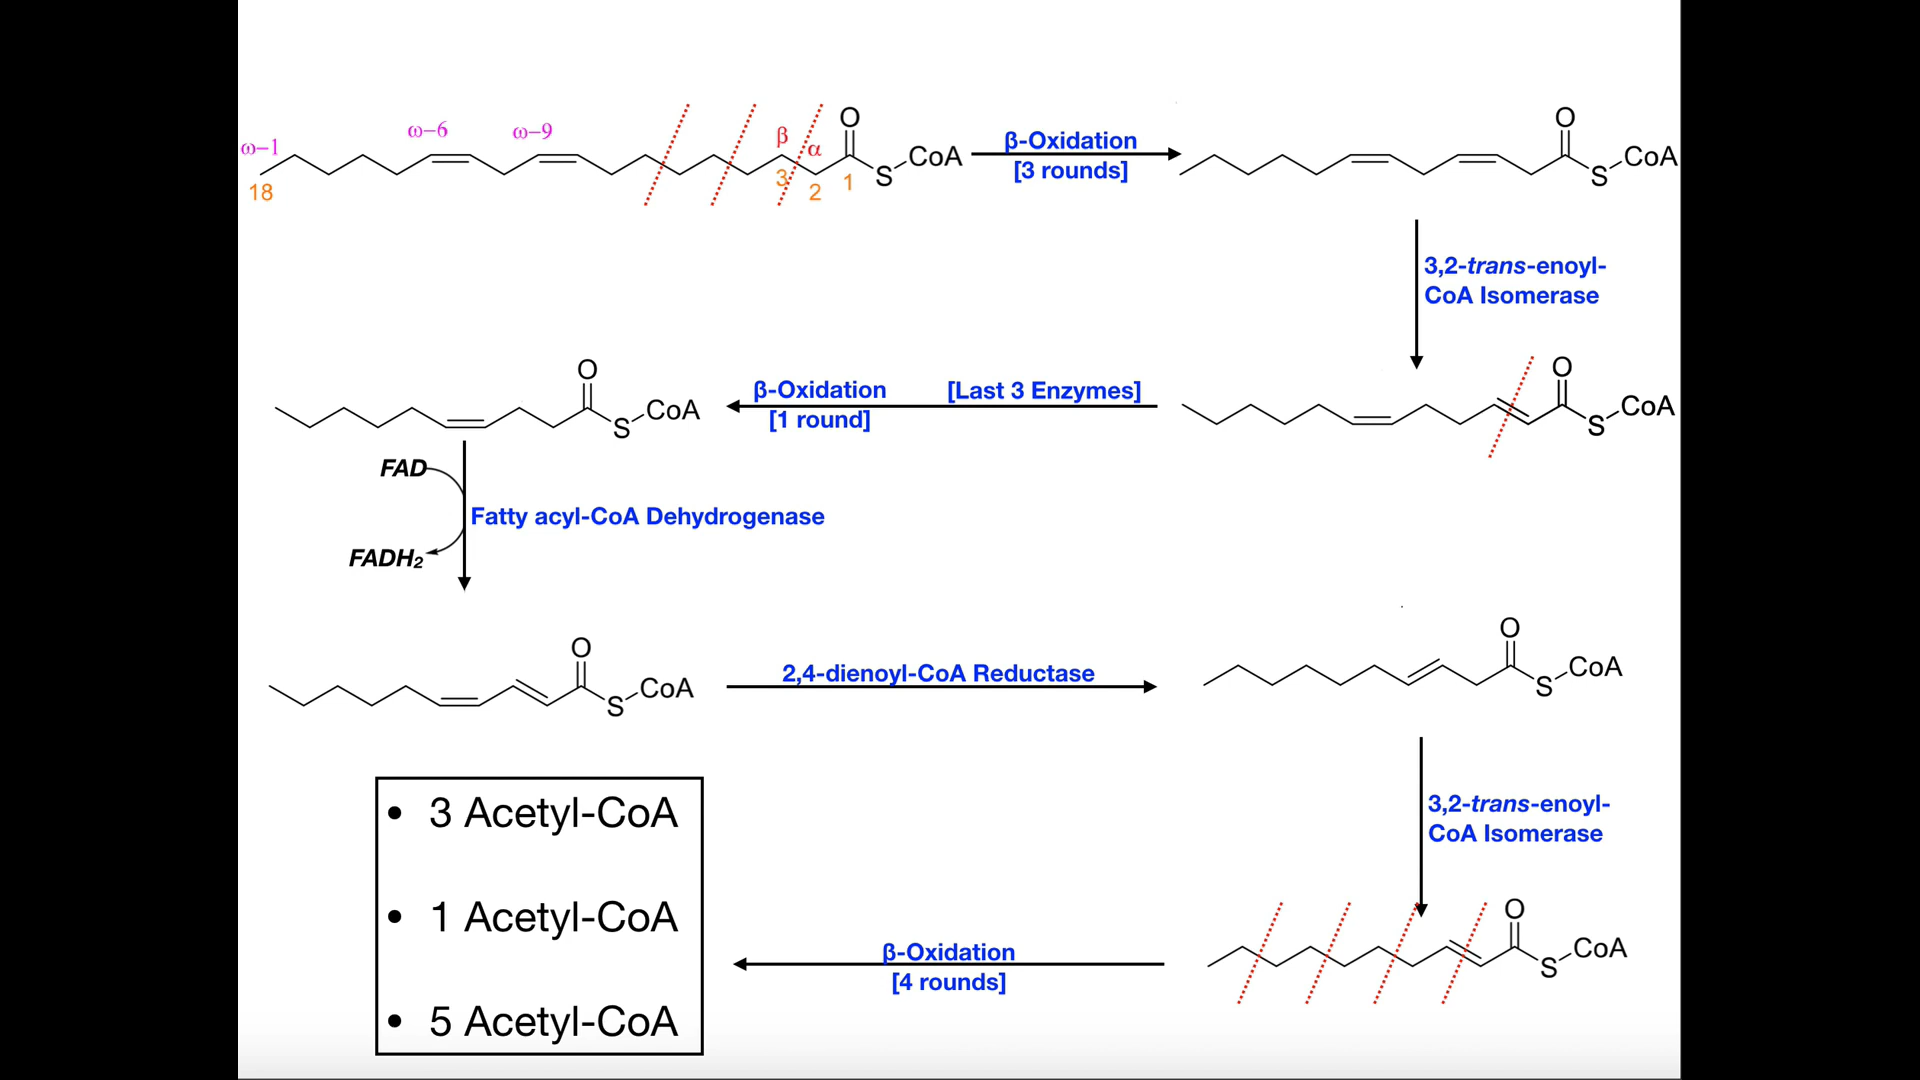 ω−1
ω−6
ω−9
β
α
O
S
CoA
18
3
2
1
β-Oxidation
[3 rounds]
O
S
CoA
3,2-trans-enoyl-
CoA Isomerase
O
S
CoA
β-Oxidation
[Last 3 Enzymes]
[1 round]
O
S
CoA
FAD
Fatty acyl-CoA Dehydrogenase
FADH2
O
S
CoA
2,4-dienoyl-CoA Reductase
O
S
CoA
3,2-trans-enoyl-
CoA Isomerase
O
S
CoA
β-Oxidation
[4 rounds]
• 3 Acetyl-CoA
• 1 Acetyl-CoA
• 5 Acetyl-CoA